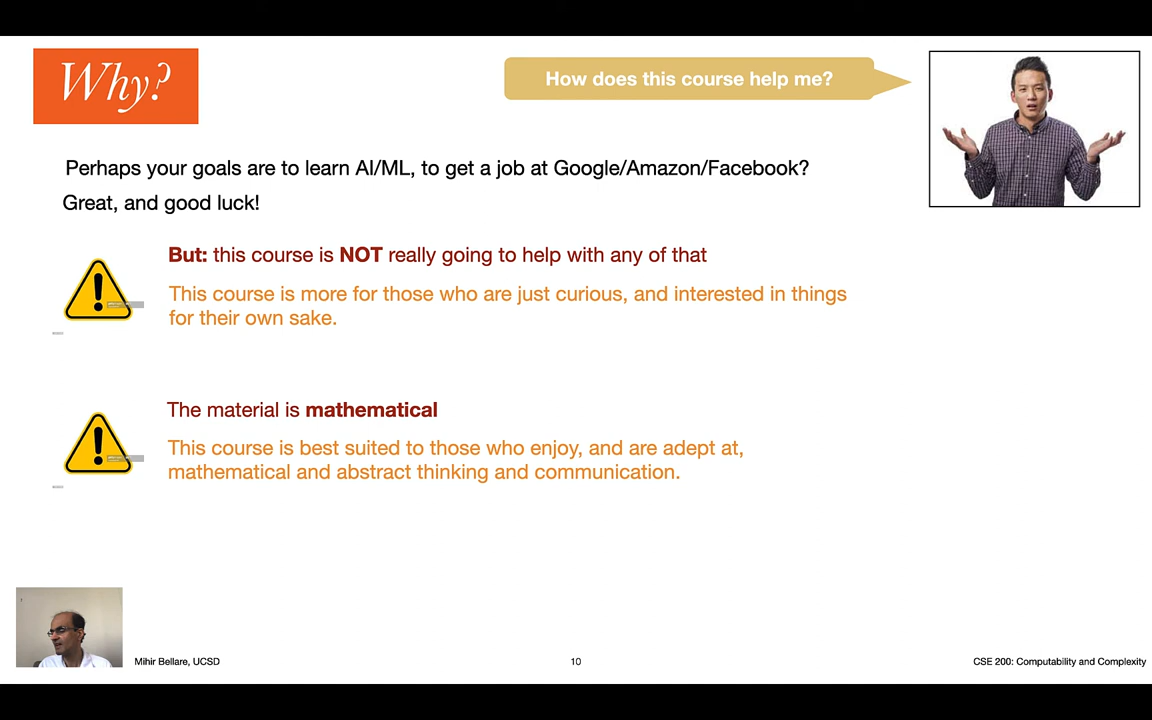 Why?
How does this course help me?
Perhaps your goals are to learn AI/ML, to get a job at Google/Amazon/Facebook?
Great, and good luck!
But: this course is NOT really going to help with any of that
This course is more for those who are just curious, and interested in things
for their own sake.
The material is mathematical
This course is best suited to those who enjoy, and are adept at,
mathematical and abstract thinking and communication.
Mihir Bellare, UCSD
10
CSE 200: Computability and Complexity